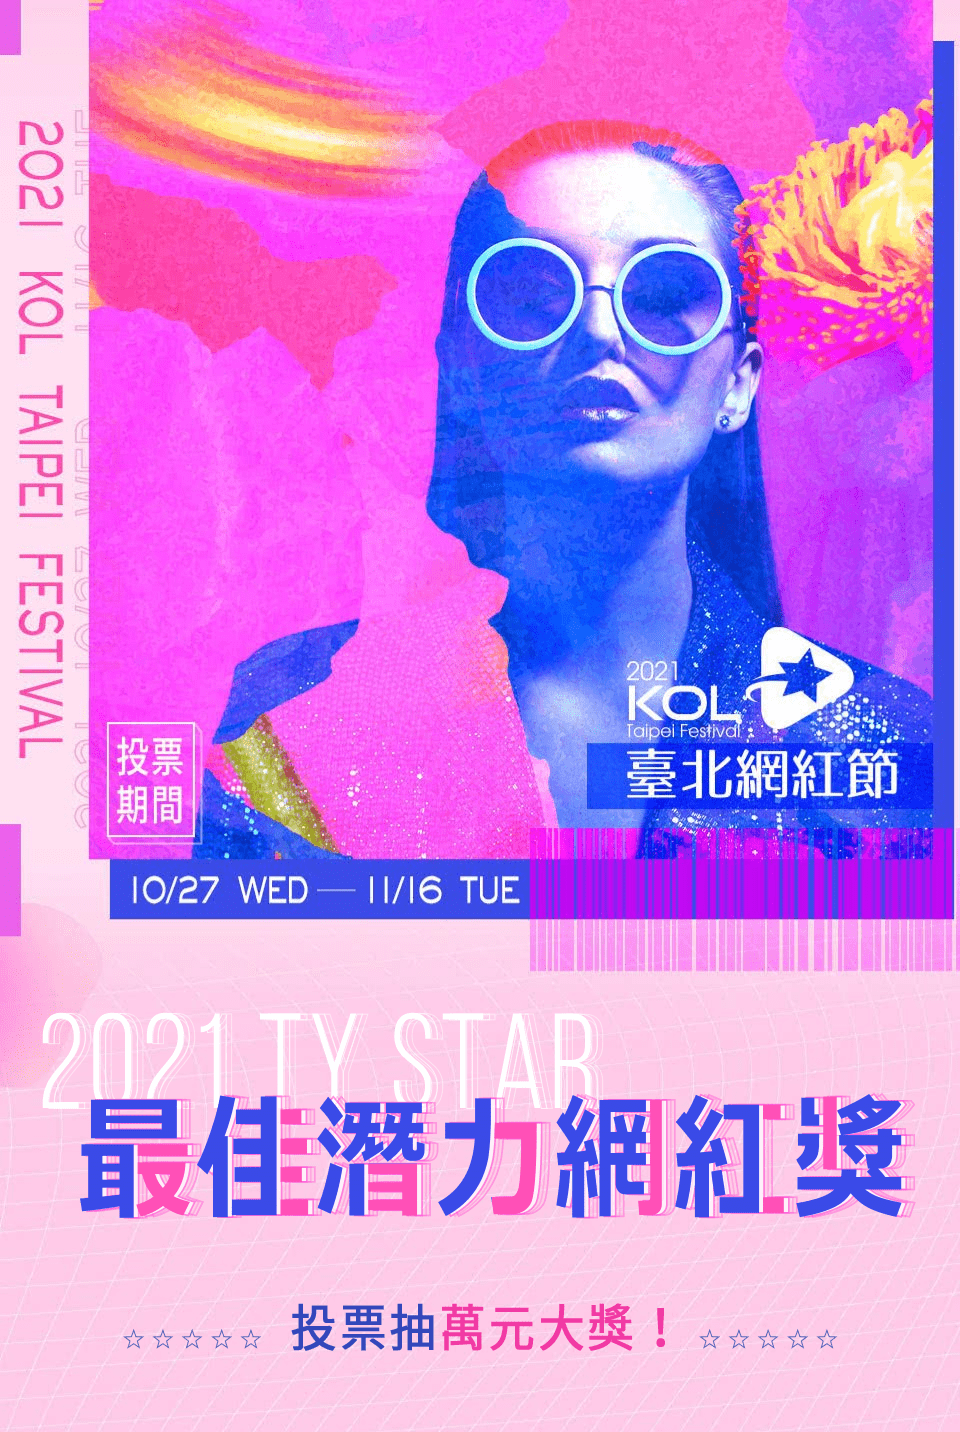 2021 KOL TAIPEI FESTIVAL
2021
KOL
Taipei Festival
臺北網紅節
投票
期間
10/27 WED — 11/16 TUE
2021 TY STAR
最佳潛力網紅獎
☆☆☆☆☆ 投票抽萬元大獎！ ☆☆☆☆☆